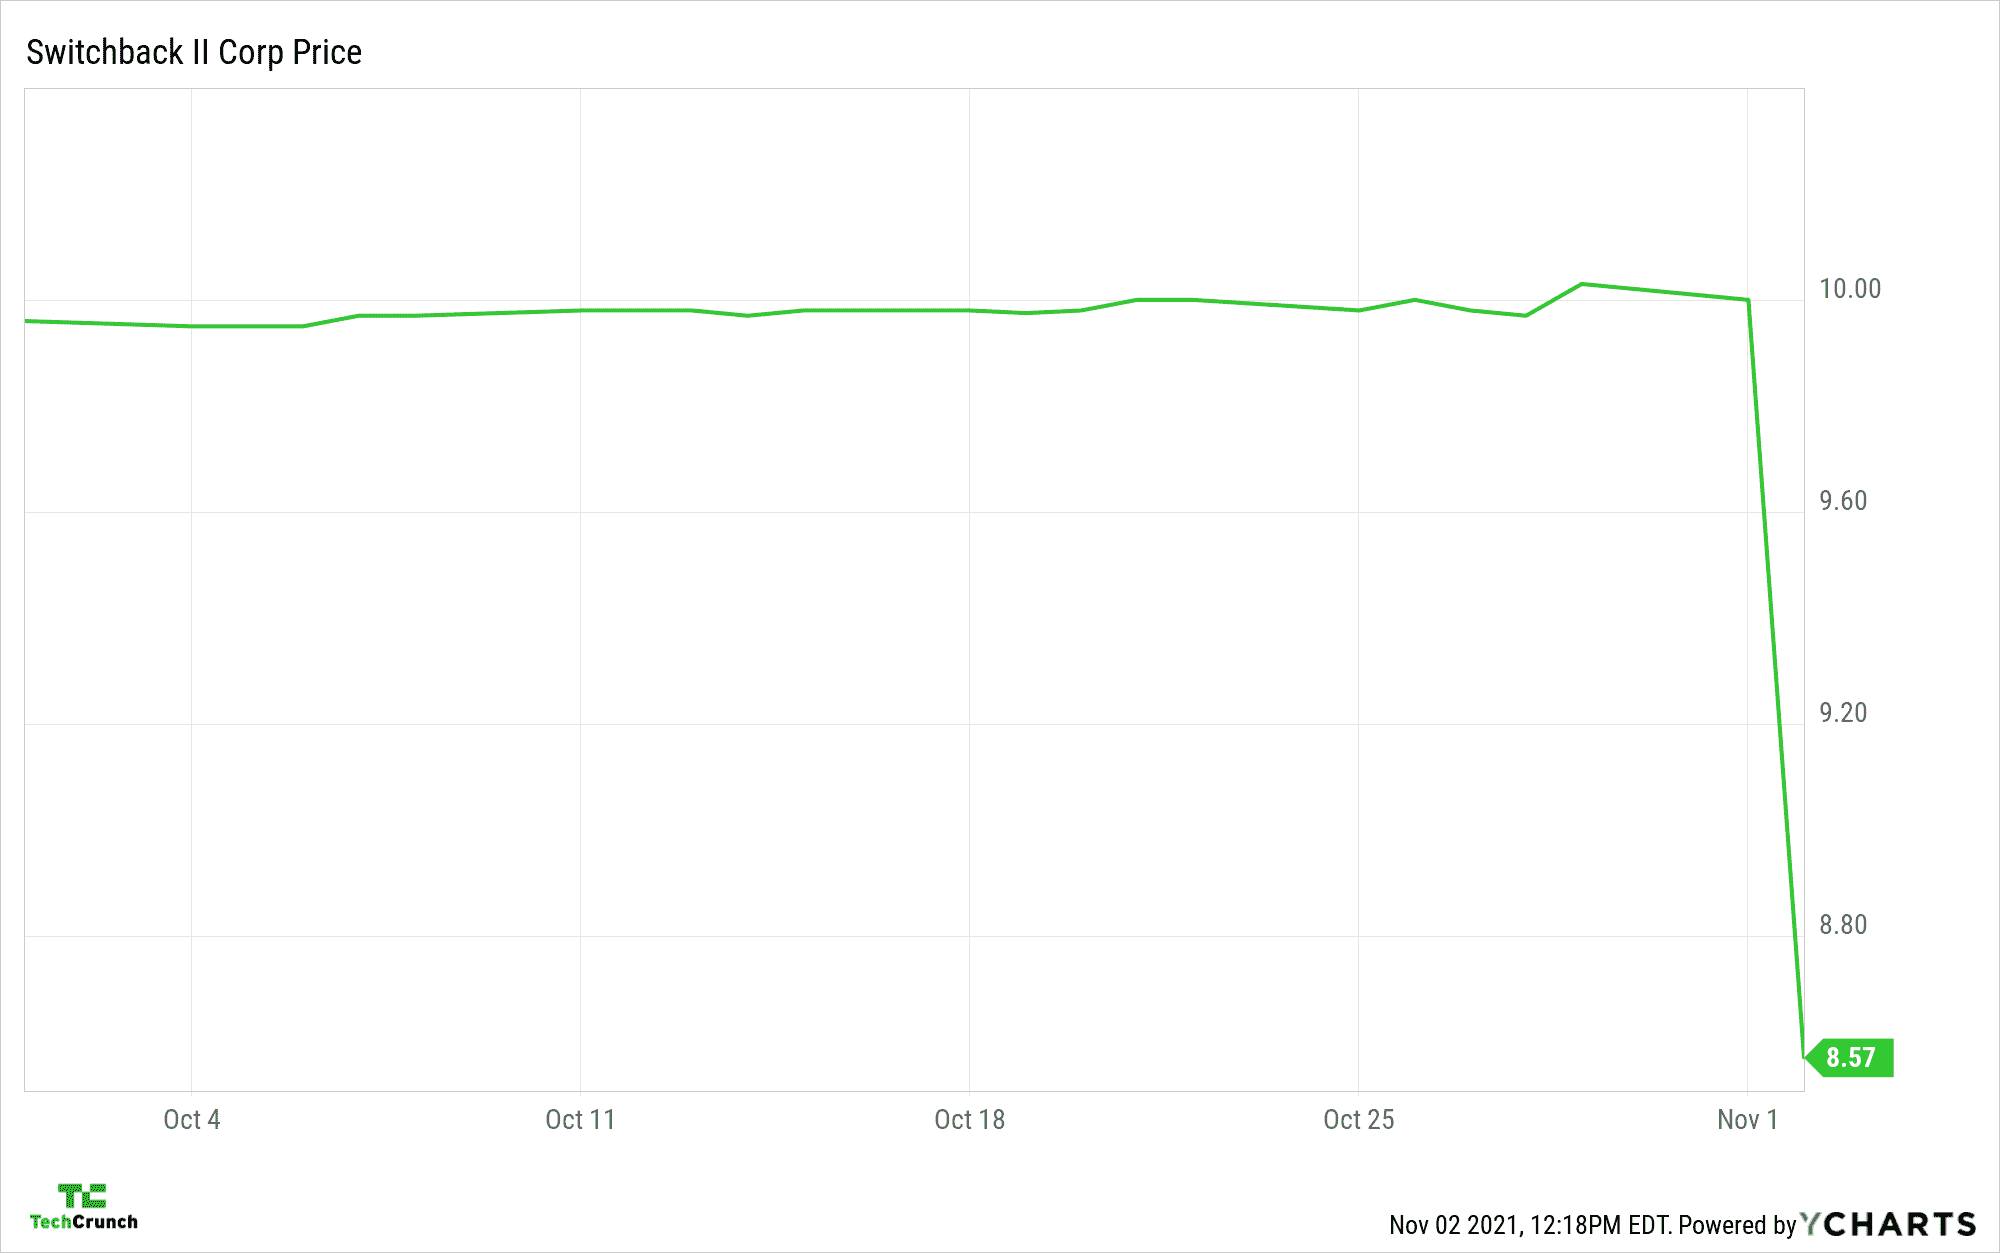 Switchback II Corp Price
10.00
9.60
9.20
8.80
8.57
Oct 4
Oct 11
Oct 18
Oct 25
Nov 1
TC
TechCrunch
Nov 02 2021, 12:18PM EDT. Powered by YCHARTS